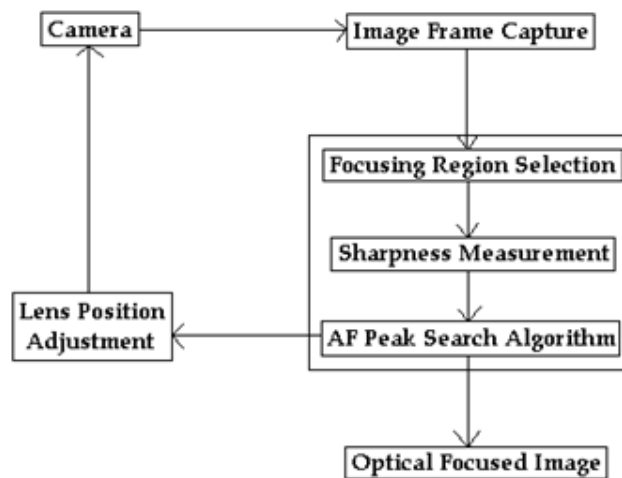 Camera
Image Frame Capture
Focusing Region Selection
Sharpness Measurement
Lens Position
Adjustment
AF Peak Search Algorithm
Optical Focused Image